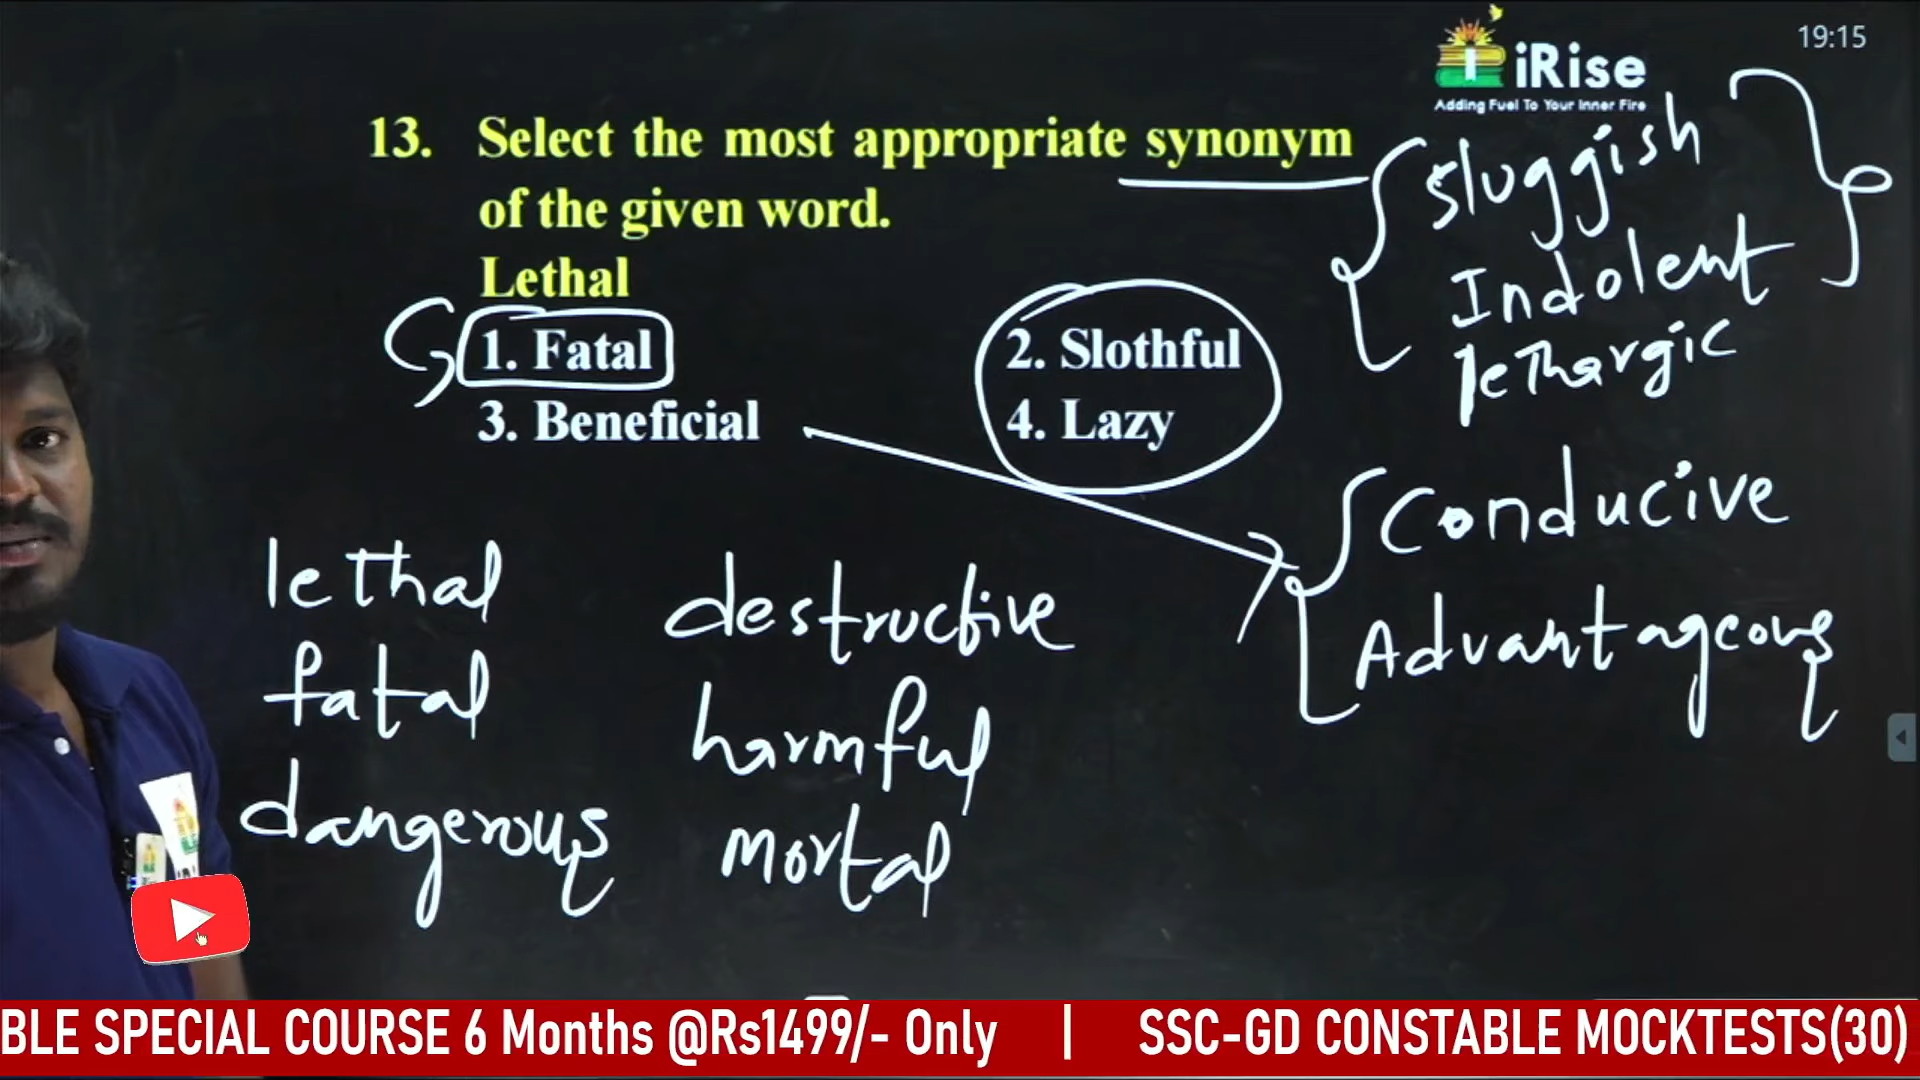 iRise
Adding Fuel To Your Inner Fire
19:15
13. Select the most appropriate synonym
of the given word.
Lethal
1. Fatal
2. Slothful
3. Beneficial
4. Lazy
Sluggish
Indolent
lethargic
Conducive
Advantageous
lethal
fatal
dangerous
destructive
harmful
mortal
BLE SPECIAL COURSE 6 Months @Rs1499/- Only | SSC-GD CONSTABLE MOCKTESTS(30)